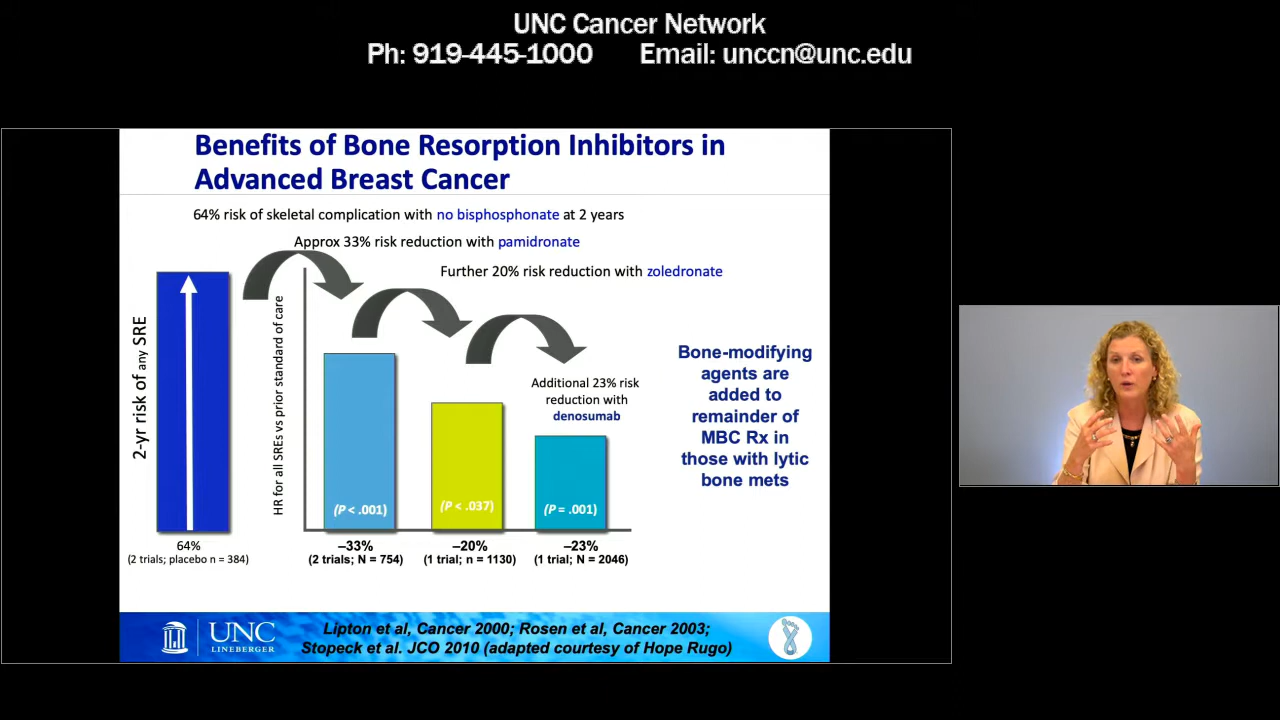 UNC Cancer Network
Ph: 919-445-1000 Email: unccn@unc.edu
Benefits of Bone Resorption Inhibitors in
Advanced Breast Cancer
64% risk of skeletal complication with no bisphosphonate at 2 years
Approx 33% risk reduction with pamidronate
Further 20% risk reduction with zoledronate
2-yr risk of any SRE
HR for all SREs vs prior standard of care
Additional 23% risk
reduction with
denosumab
Bone-modifying
agents are
added to
remainder of
MBC Rx in
those with lytic
bone mets
(P < .001)
(P < .037)
(P = .001)
64%
(2 trials; placebo n = 384)
–33%
(2 trials; N = 754)
–20%
(1 trial; n = 1130)
–23%
(1 trial; N = 2046)
UNC
LINEBERGER
Lipton et al, Cancer 2000; Rosen et al, Cancer 2003;
Stopeck et al. JCO 2010 (adapted courtesy of Hope Rugo)